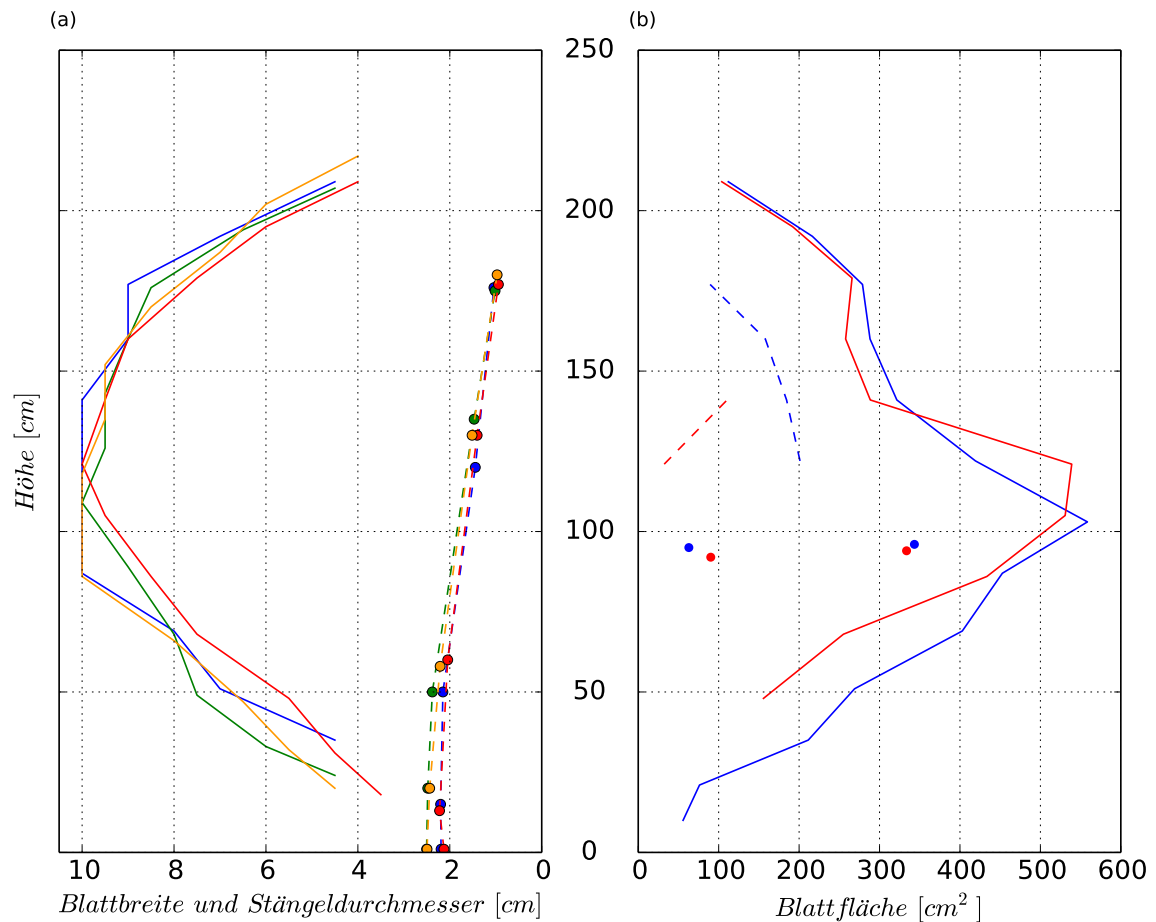 (a)
(b)
250
200
150
100
50
0
Höhe [cm]
10 8 6 4 2 0
0 100 200 300 400 500 600
Blattbreite und Stängeldurchmesser [cm]
Blattfläche [cm²]